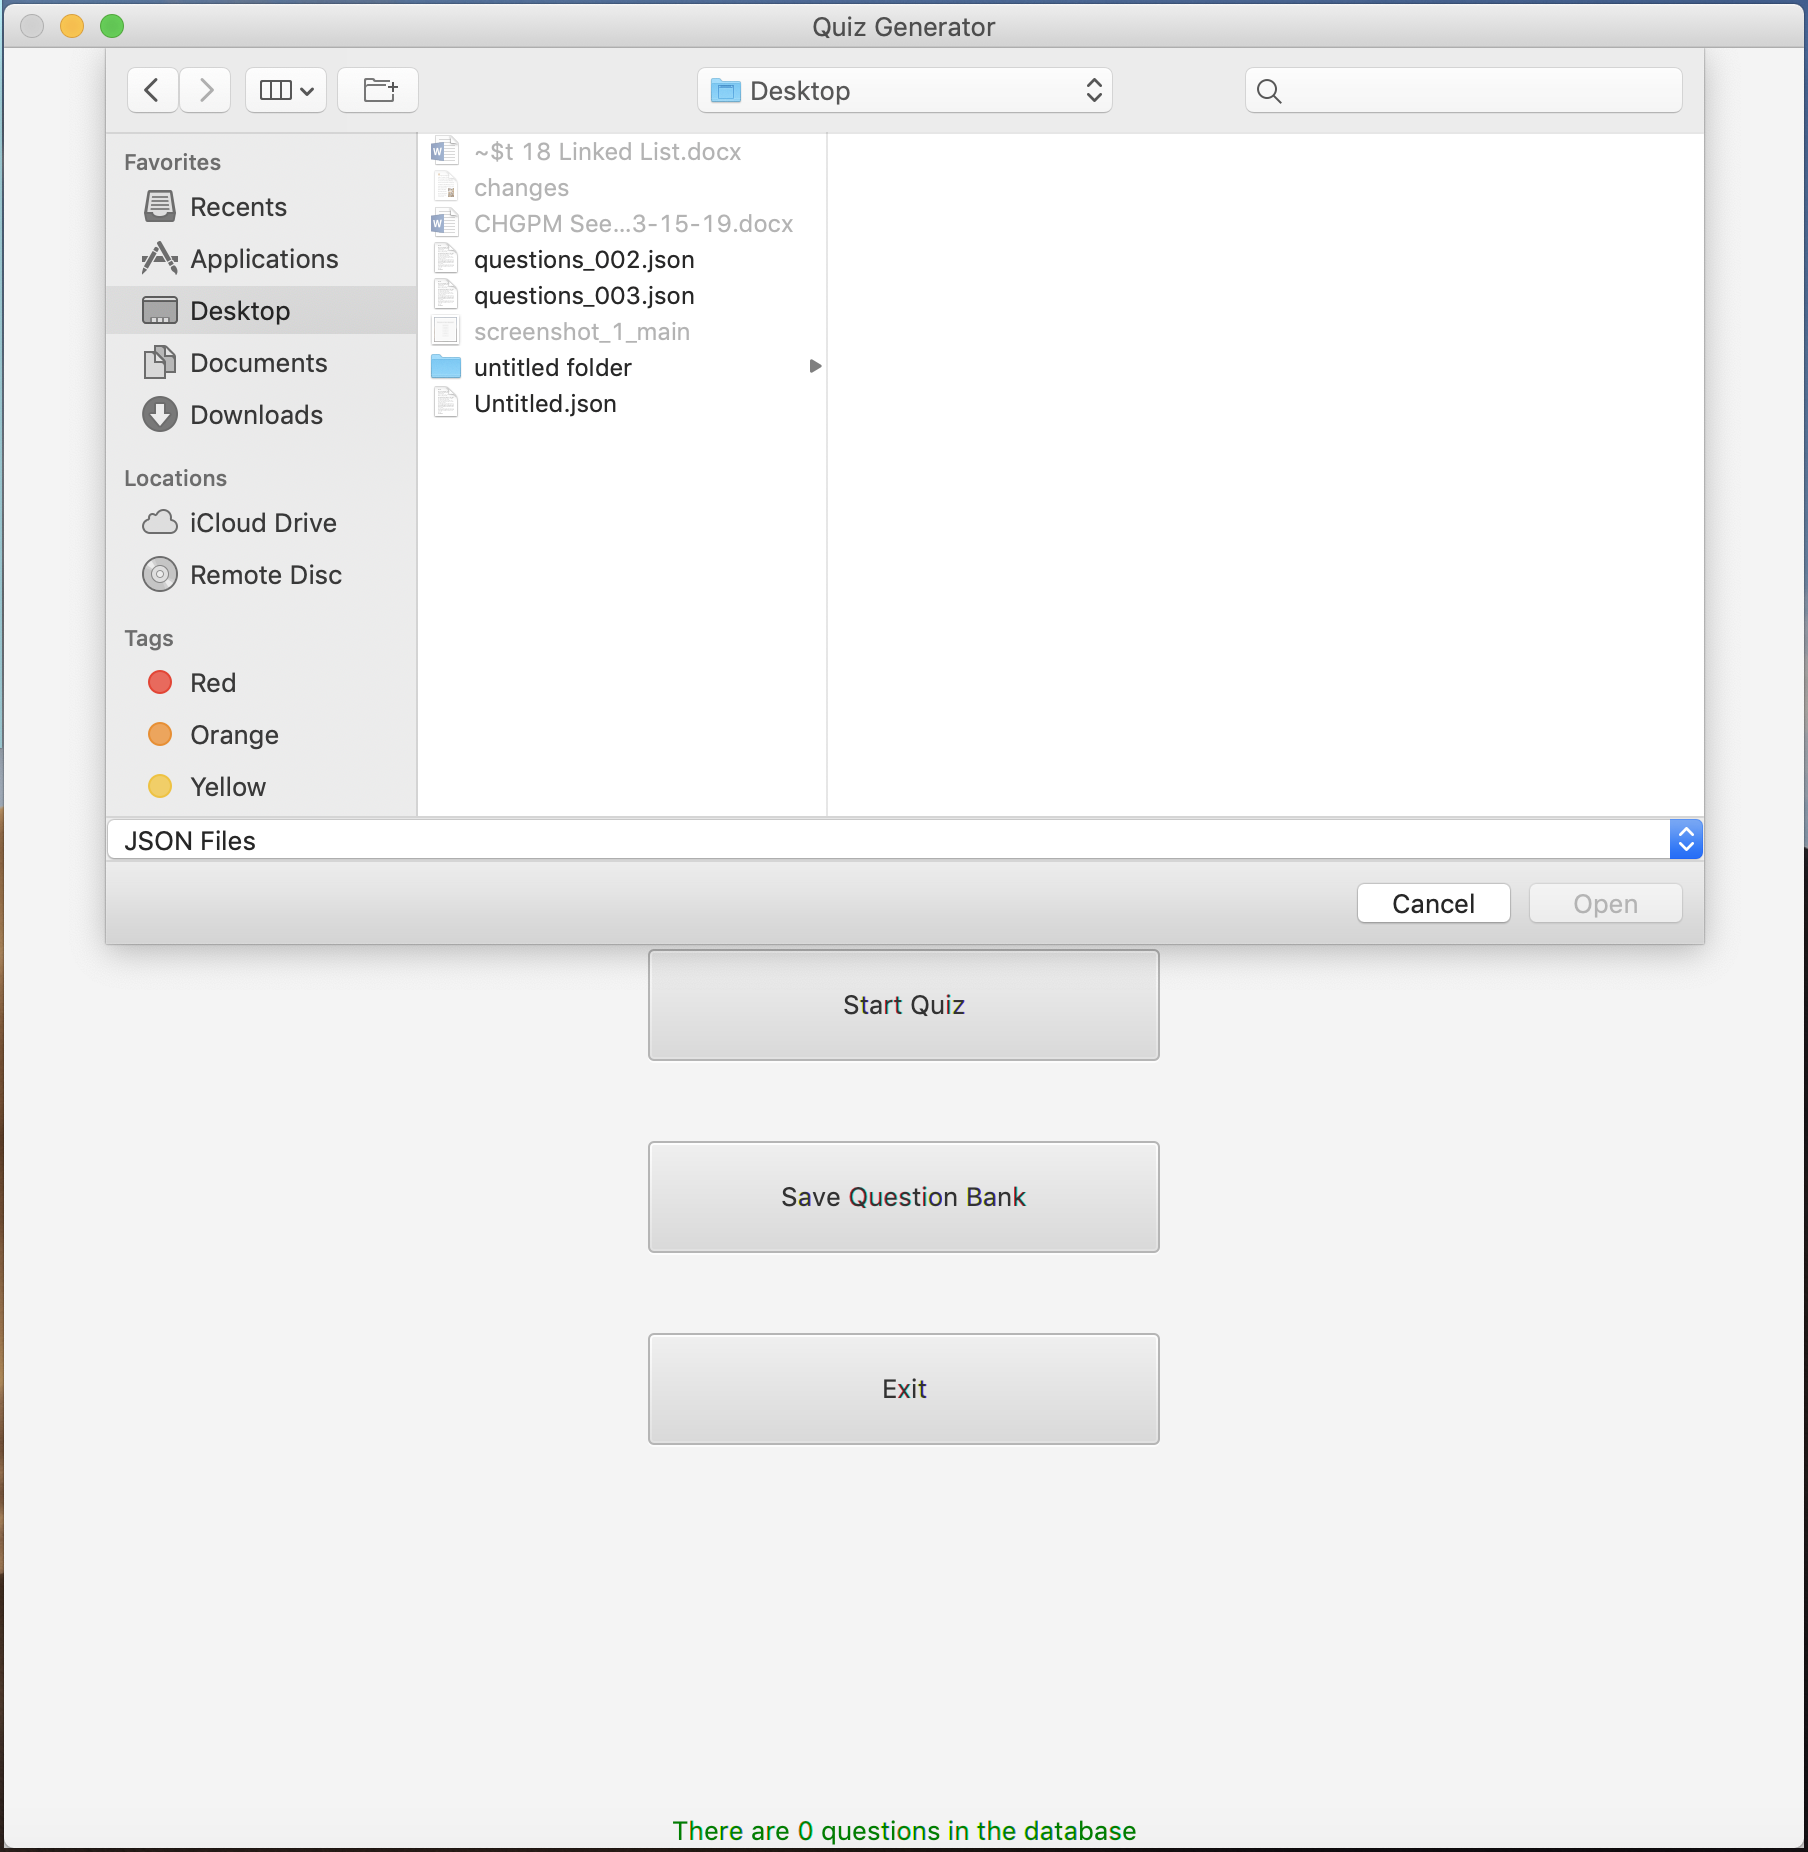 Quiz Generator
Desktop
Favorites
Recents
Applications
Desktop
Documents
Downloads
Locations
iCloud Drive
Remote Disc
Tags
Red
Orange
Yellow
~$t 18 Linked List.docx
changes
CHGPM See...3-15-19.docx
questions_002.json
questions_003.json
screenshot_1_main
untitled folder
Untitled.json
JSON Files
Cancel
Open
Start Quiz
Save Question Bank
Exit
There are 0 questions in the database